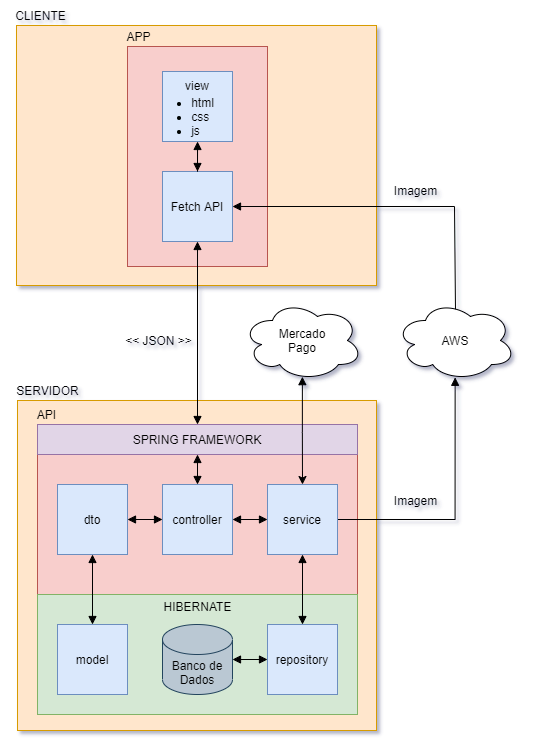 CLIENTE
APP
view
• html
• css
• js
Fetch API
Imagem
<< JSON >>
Mercado
Pago
AWS
SERVIDOR
API
SPRING FRAMEWORK
dto
controller
service
Imagem
HIBERNATE
model
Banco de
Dados
repository